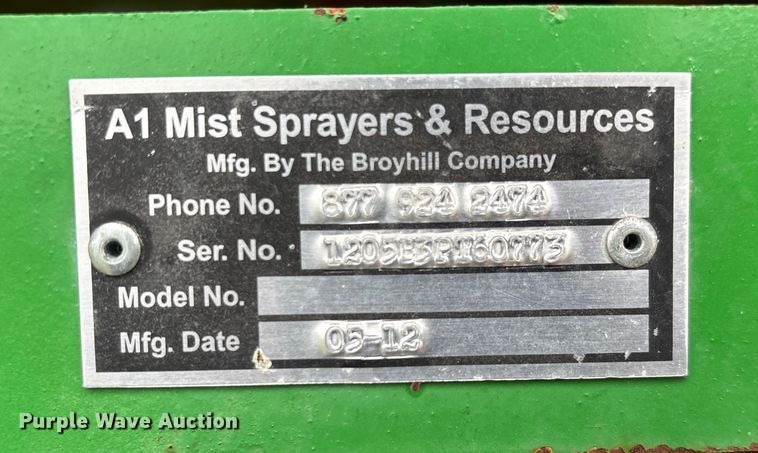 A1 Mist Sprayers & Resources
Mfg. By The Broyhill Company
Phone No. 877 924 2474
Ser. No. 1205E3PT60773
Model No.
Mfg. Date 05-12
Purple Wave Auction